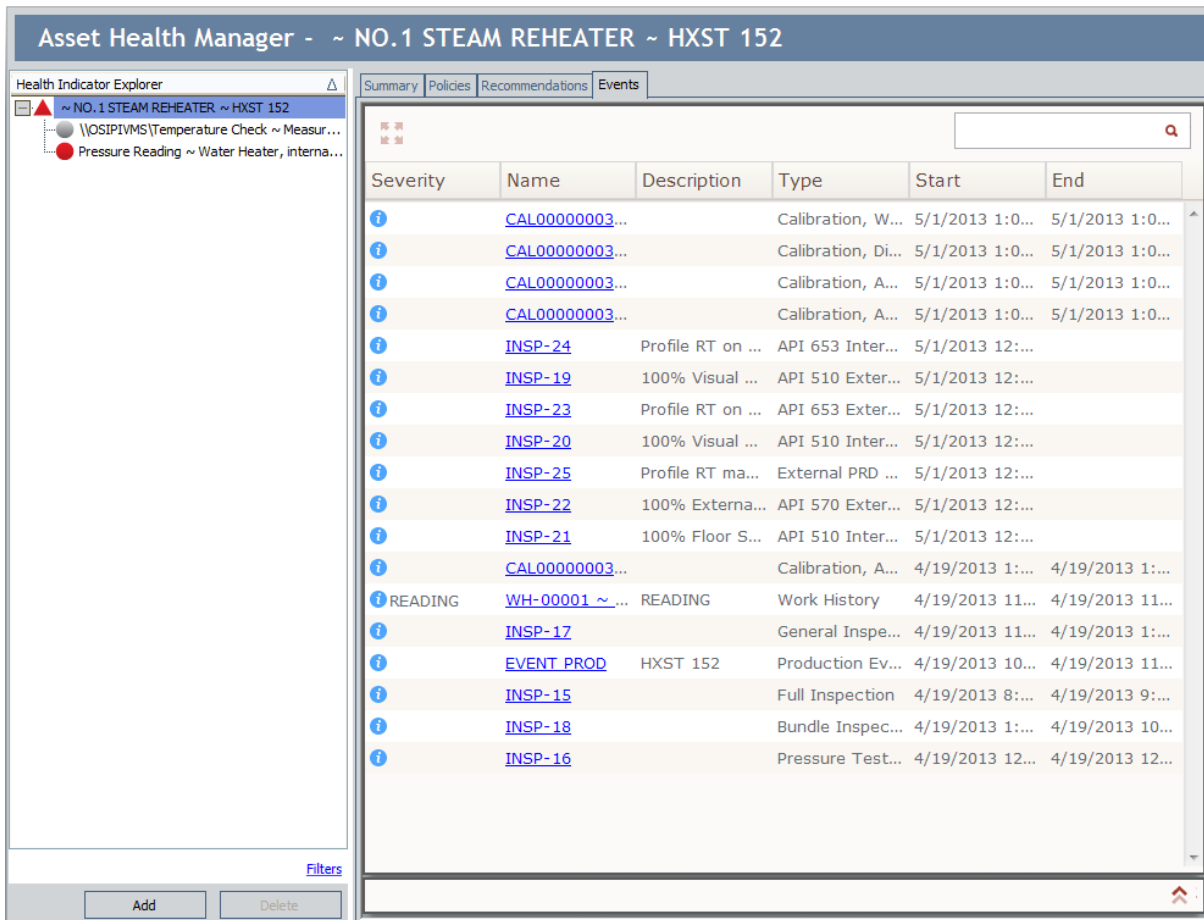 Asset Health Manager - ~ NO.1 STEAM REHEATER ~ HXST 152
Health Indicator Explorer
~ NO.1 STEAM REHEATER ~ HXST 152
\\OSIPIVMS\Temperature Check ~ Measur...
Pressure Reading ~ Water Heater, interna...
Filters
Add Delete
Summary Policies Recommendations Events
Severity Name Description Type Start End
CAL00000003... Calibration, W... 5/1/2013 1:0... 5/1/2013 1:0...
CAL00000003... Calibration, Di... 5/1/2013 1:0... 5/1/2013 1:0...
CAL00000003... Calibration, A... 5/1/2013 1:0... 5/1/2013 1:0...
CAL00000003... Calibration, A... 5/1/2013 1:0... 5/1/2013 1:0...
INSP-24 Profile RT on ... API 653 Inter... 5/1/2013 12:...
INSP-19 100% Visual ... API 510 Exter... 5/1/2013 12:...
INSP-23 Profile RT on ... API 653 Exter... 5/1/2013 12:...
INSP-20 100% Visual ... API 510 Inter... 5/1/2013 12:...
INSP-25 Profile RT ma... External PRD ... 5/1/2013 12:...
INSP-22 100% Externa... API 570 Exter... 5/1/2013 12:...
INSP-21 100% Floor S... API 510 Inter... 5/1/2013 12:...
CAL00000003... Calibration, A... 4/19/2013 1:... 4/19/2013 1:...
READING WH-00001 ~ ... READING Work History 4/19/2013 11... 4/19/2013 11...
INSP-17 General Inspe... 4/19/2013 11... 4/19/2013 1:...
EVENT PROD HXST 152 Production Ev... 4/19/2013 10... 4/19/2013 11...
INSP-15 Full Inspection 4/19/2013 8:... 4/19/2013 9:...
INSP-18 Bundle Inspec... 4/19/2013 1:... 4/19/2013 10...
INSP-16 Pressure Test... 4/19/2013 12... 4/19/2013 12...